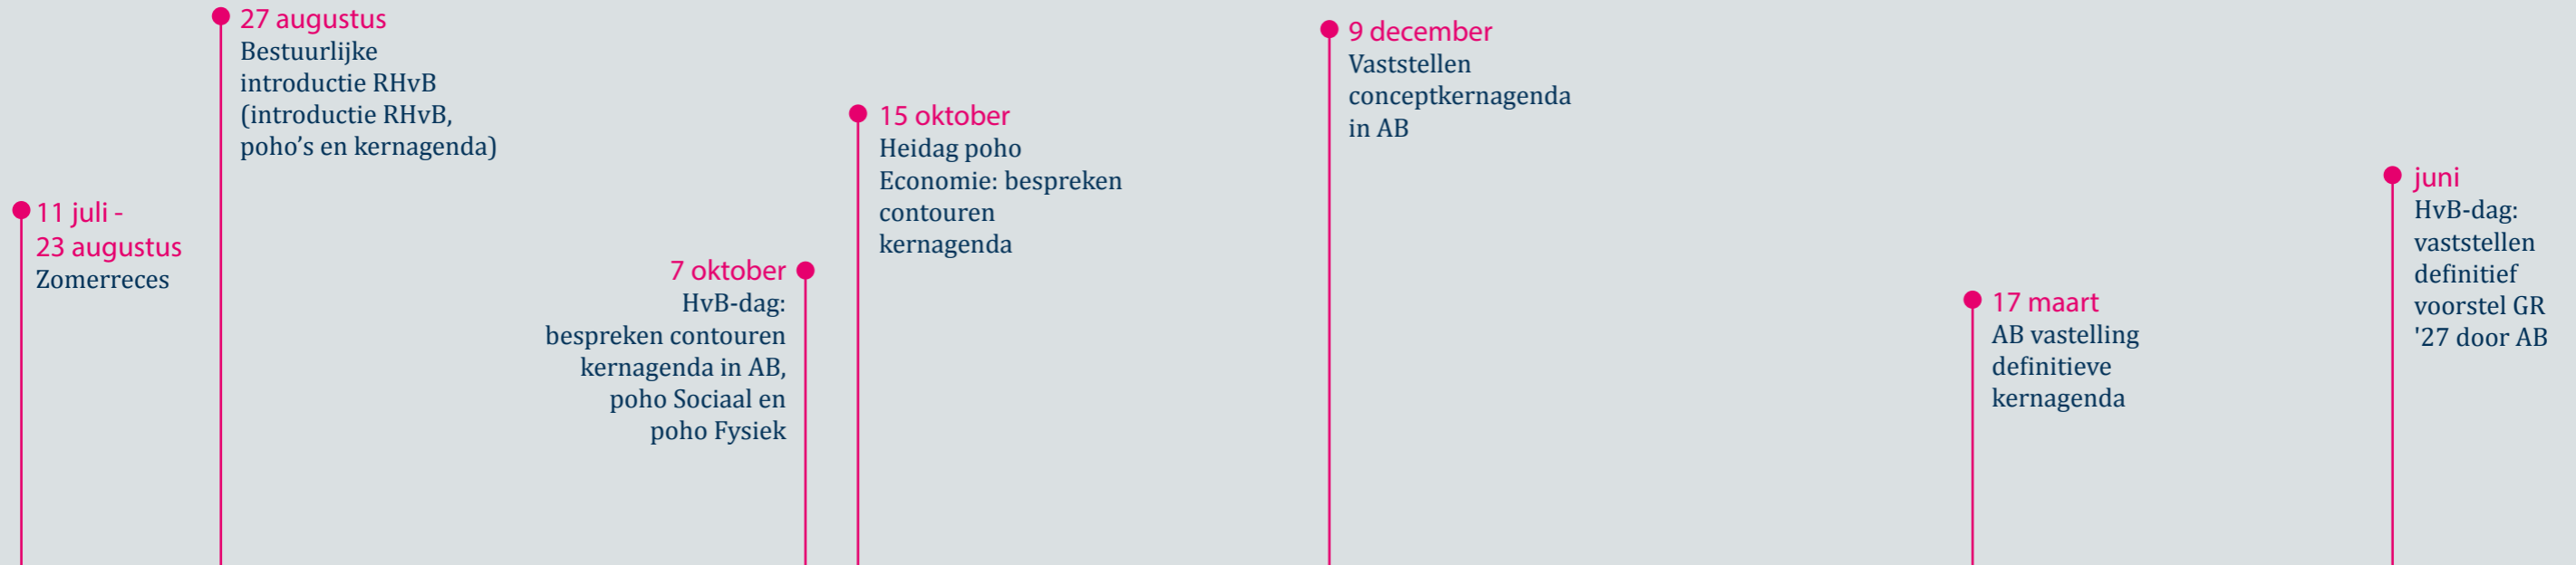 11 juli -
23 augustus
Zomerreces
27 augustus
Bestuurlijke
introductie RHvB
(introductie RHvB,
poho’s en kernagenda)
7 oktober
HvB-dag:
bespreken contouren
kernagenda in AB,
poho Sociaal en
poho Fysiek
15 oktober
Heidag poho
Economie: bespreken
contouren
kernagenda
9 december
Vaststellen
conceptkernagenda
in AB
17 maart
AB vastelling
definitieve
kernagenda
juni
HvB-dag:
vaststellen
definitief
voorstel GR
'27 door AB